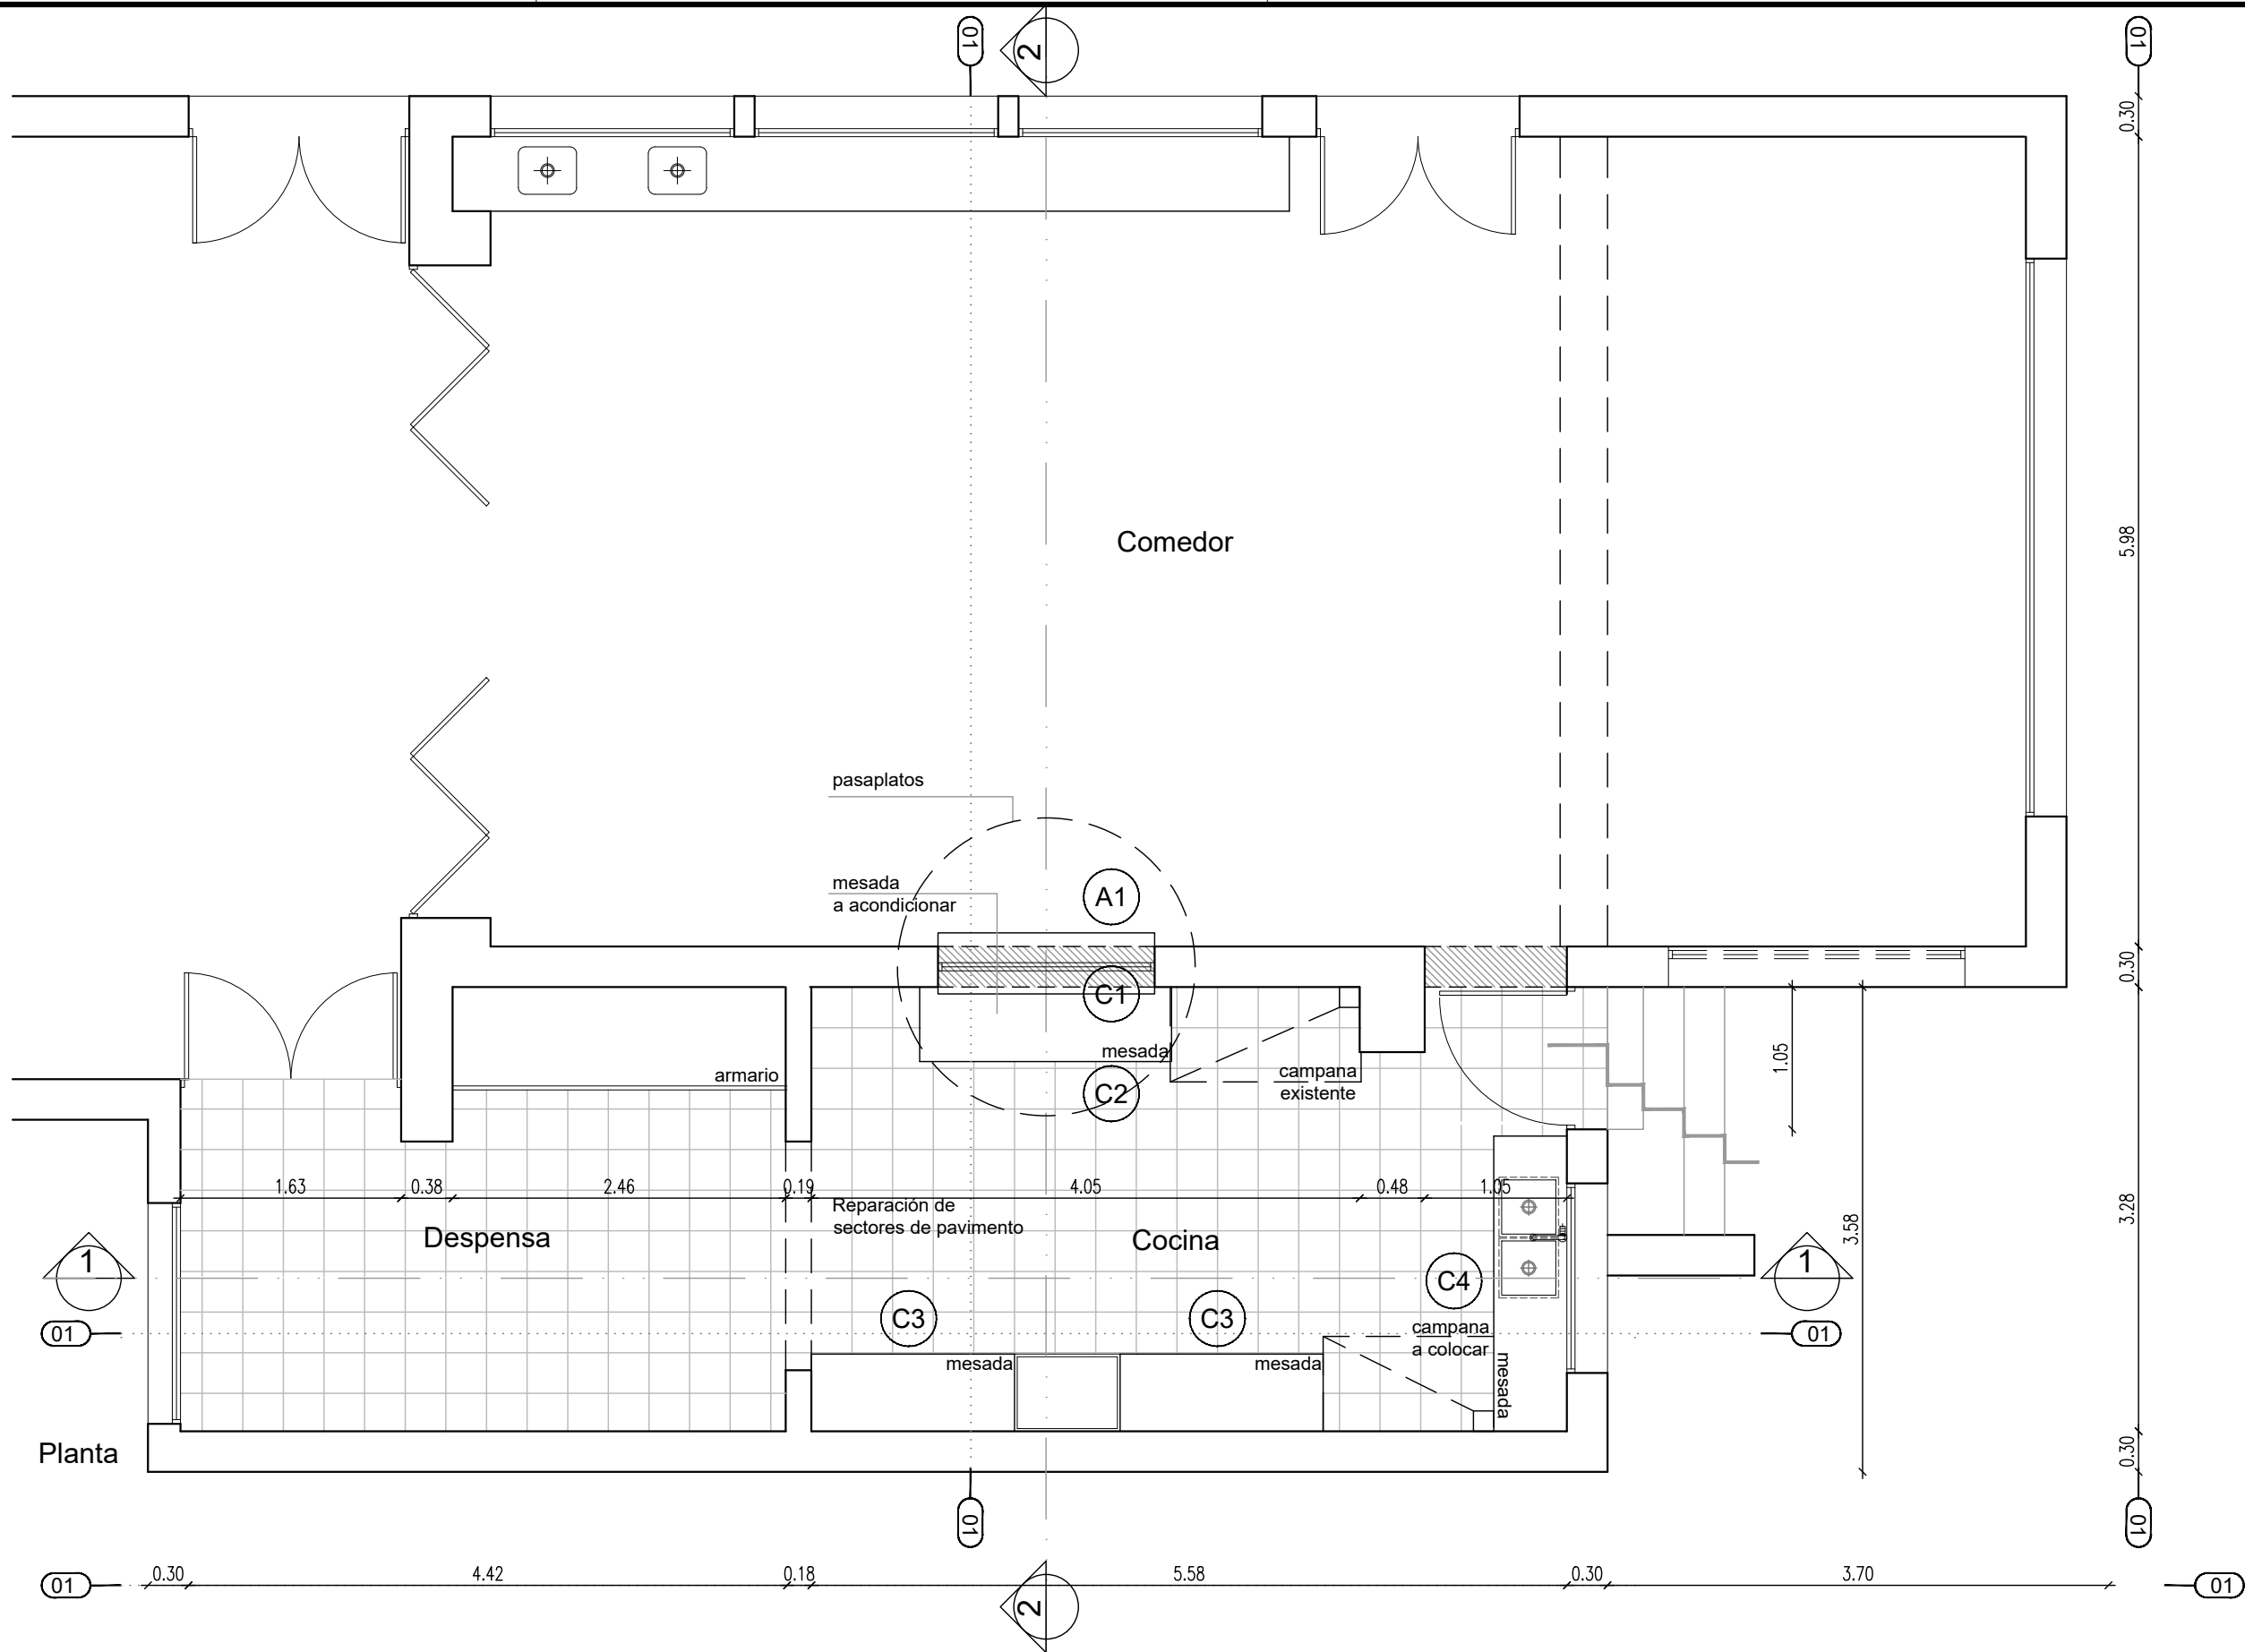 01
2
01
0.30
Comedor
5.98
pasaplatos
mesada
a acondicionar
A1
C1
0.30
mesada
C2
campana
existente
armario
1.05
1.63
0.38
2.46
0.19
4.05
0.48
1.05
Reparación de
sectores de pavimento
Despensa
Cocina
3.58
3.28
1
C4
1
C3
C3
01
campana
a colocar
01
mesada
mesada
mesada
Planta
0.30
01
01
01
0.30
4.42
0.18
2
5.58
0.30
3.70
01